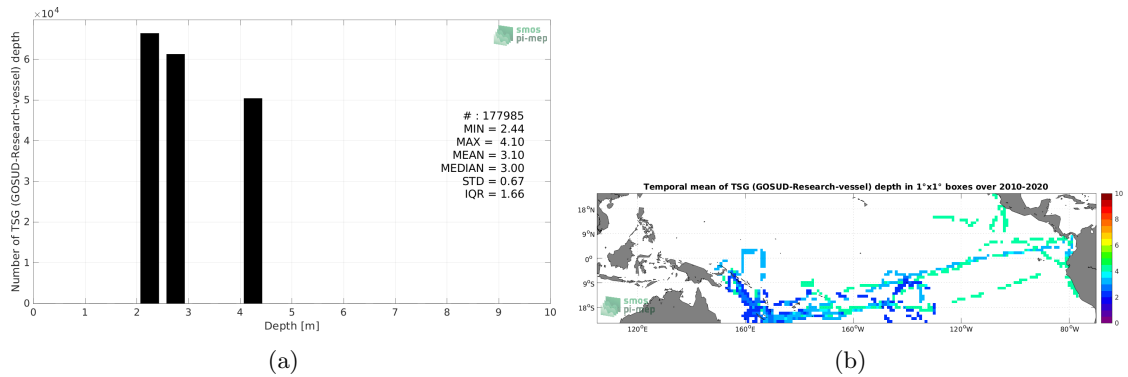 ×10⁴
6
5
4
3
2
1
0
Number of TSG (GOSUD-Research-vessel) depth
smos
pi-mep
# : 177985
MIN = 2.44
MAX = 4.10
MEAN = 3.10
MEDIAN = 3.00
STD = 0.67
IQR = 1.66
0 1 2 3 4 5 6 7 8 9 10
Depth [m]
(a)
Temporal mean of TSG (GOSUD-Research-vessel) depth in 1°x1° boxes over 2010-2020
18°N
9°N
0°
9°S
18°S
smos
pi-mep
120°E 160°E 160°W 120°W 80°W
10
8
6
4
2
0
(b)